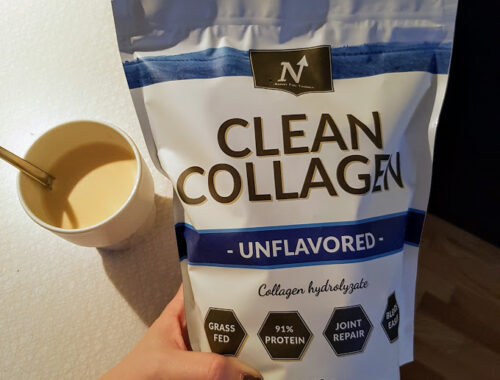 N
CLEAN
COLLAGEN
- UNFLAVORED -
Collagen hydrolyzate
GRASS
FED
91%
PROTEIN
JOINT
REPAIR